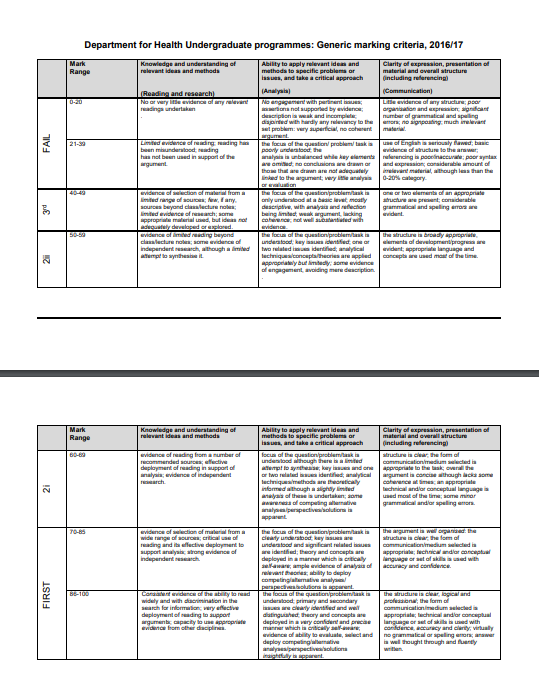 Department for Health Undergraduate programmes: Generic marking criteria, 2016/17
Mark
Range
Knowledge and understanding of
relevant ideas and methods
(Reading and research)
Ability to apply relevant ideas and
methods to specific problems or
issues, and take a critical approach
(Analysis)
Clarity of expression, presentation of
material and overall structure
(including referencing)
(Communication)
FAIL
0-20
No or very little evidence of any relevant
readings undertaken
No engagement with pertinent issues;
assertions not supported by evidence;
description is weak and incomplete;
disjointed with hardly any relevancy to the
set problem: very superficial, no coherent
argument.
Little evidence of any structure; poor
organisation and expression; significant
number of grammatical and spelling
errors; no signposting; much irrelevant
material.
21-39
Limited evidence of reading; reading has
been misunderstood; reading
has not been used in support of the
argument.
the focus of the question/ problem/ task is
poorly understood; the
analysis is unbalanced while key elements
are omitted; no conclusions are drawn or
those that are drawn are not adequately
linked to the argument; very little analysis
or evaluation
use of English is seriously flawed; basic
evidence of structure to the answer;
referencing is poor/inaccurate; poor syntax
and expression; considerable amount of
irrelevant material, although less than the
0-20% category.
3rd
40-49
evidence of selection of material from a
limited range of sources; few, if any,
sources beyond class/lecture notes;
limited evidence of research; some
appropriate material used, but ideas not
adequately developed or explored.
the focus of the question/problem/task is
only understood at a basic level, mostly
descriptive, with analysis and reflection
being limited; weak argument, lacking
coherence; not well substantiated with
evidence.
one or two elements of an appropriate
structure are present; considerable
grammatical and spelling errors are
evident.
2ii
50-59
evidence of limited reading beyond
class/lecture notes; some evidence of
independent research, although a limited
attempt to synthesise it.
the focus of the question/problem/task is
understood; key issues identified; one or
two related issues identified; analytical
techniques/concepts/theories are applied
appropriately but limitedly; some evidence
of engagement, avoiding mere description.
the structure is broadly appropriate,
elements of development/progress are
evident; appropriate language and
concepts are used most of the time.
Mark
Range
Knowledge and understanding of
relevant ideas and methods
Ability to apply relevant ideas and
methods to specific problems or
issues, and take a critical approach
Clarity of expression, presentation of
material and overall structure
(including referencing)
2i
60-69
evidence of reading from a number of
recommended sources; effective
deployment of reading in support of
analysis; evidence of independent
research.
focus of the question/problem/task is
understood although there is a limited
attempt to synthesise; key issues and one
or two related issues identified; analytical
techniques/methods are theoretically
informed although a slightly limited
analysis of these is undertaken; some
awareness of competing alternative
analyses/perspectives/solutions is
apparent.
structure is clear, the form of
communication/medium selected is
appropriate to the task; overall the
argument is concise although lacks some
coherence at times; an appropriate
technical and/or conceptual language is
used most of the time; some minor
grammatical and/or spelling errors.
FIRST
70-85
evidence of selection of material from a
wide range of sources; critical use of
reading and its effective deployment to
support analysis; strong evidence of
independent research.
the focus of the question/problem/task is
clearly understood; key issues are
understood and significant related issues
are identified; theory and concepts are
deployed in a manner which is critically
self-aware; ample evidence of analysis of
relevant theories; ability to deploy
competing/alternative analyses/
perspectives/solutions is apparent.
the argument is well organised: the
structure is clear; the form of
communication/medium selected is
appropriate; technical and/or conceptual
language or set of skills is used with
accuracy and confidence.
86-100
Consistent evidence of the ability to read
widely and with discrimination in the
search for information; very effective
deployment of reading to support
arguments; capacity to use appropriate
evidence from other disciplines.
the focus of the question/problem/task is
understood; primary and secondary
issues are clearly identified and well
distinguished; theory and concepts are
deployed in a very confident and precise
manner which is critically self-aware;
evidence of ability to evaluate, select and
deploy competing/alternative
analyses/perspectives/solutions
insightfully is apparent.
the structure is clear, logical and
professional; the form of
communication/medium selected is
appropriate; technical and/or conceptual
language or set of skills is used with
confidence, accuracy and clarity; virtually
no grammatical or spelling errors; answer
is well thought through and fluently
written.